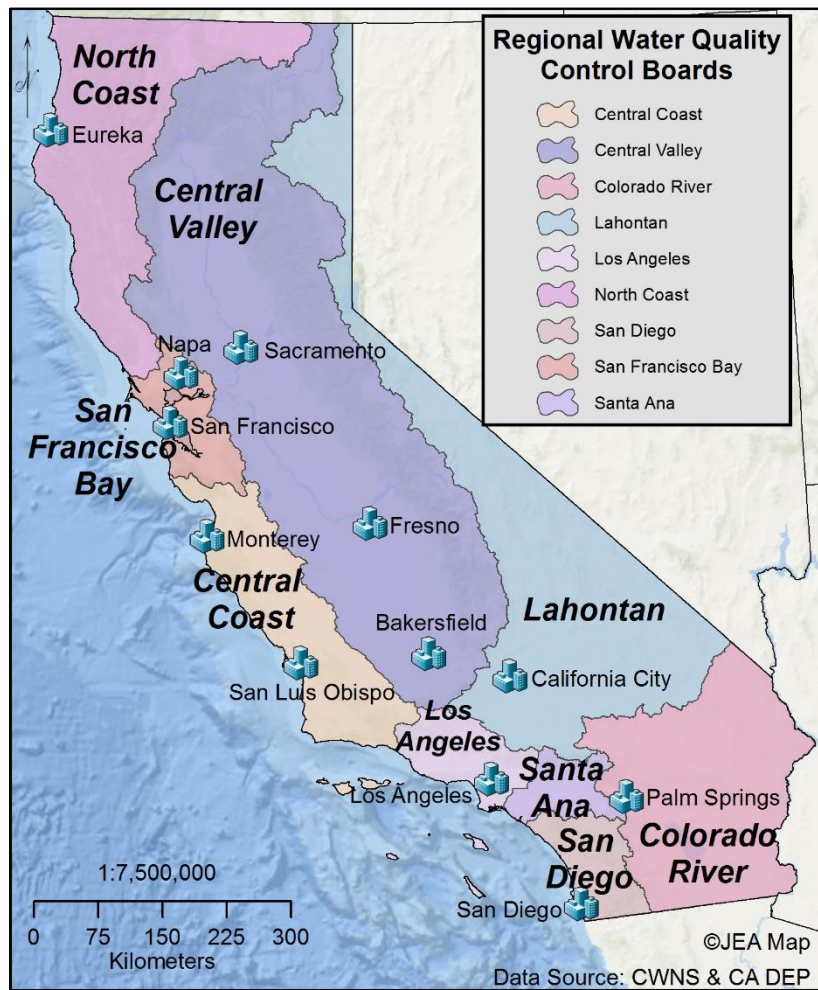 Regional Water Quality
Control Boards
Central Coast
Central Valley
Colorado River
Lahontan
Los Angeles
North Coast
San Diego
San Francisco Bay
Santa Ana
N
North
Coast
Eureka
Central
Valley
Napa
Sacramento
San
Francisco
Bay
San Francisco
Fresno
Monterey
Central
Coast
Lahontan
Bakersfield
California City
San Luis Obispo
Los
Angeles
Los Angeles
Santa
Ana
Palm Springs
San
Diego
Colorado
River
San Diego
1:7,500,000
0 75 150 225 300
Kilometers
©JEA Map
Data Source: CWNS & CA DEP